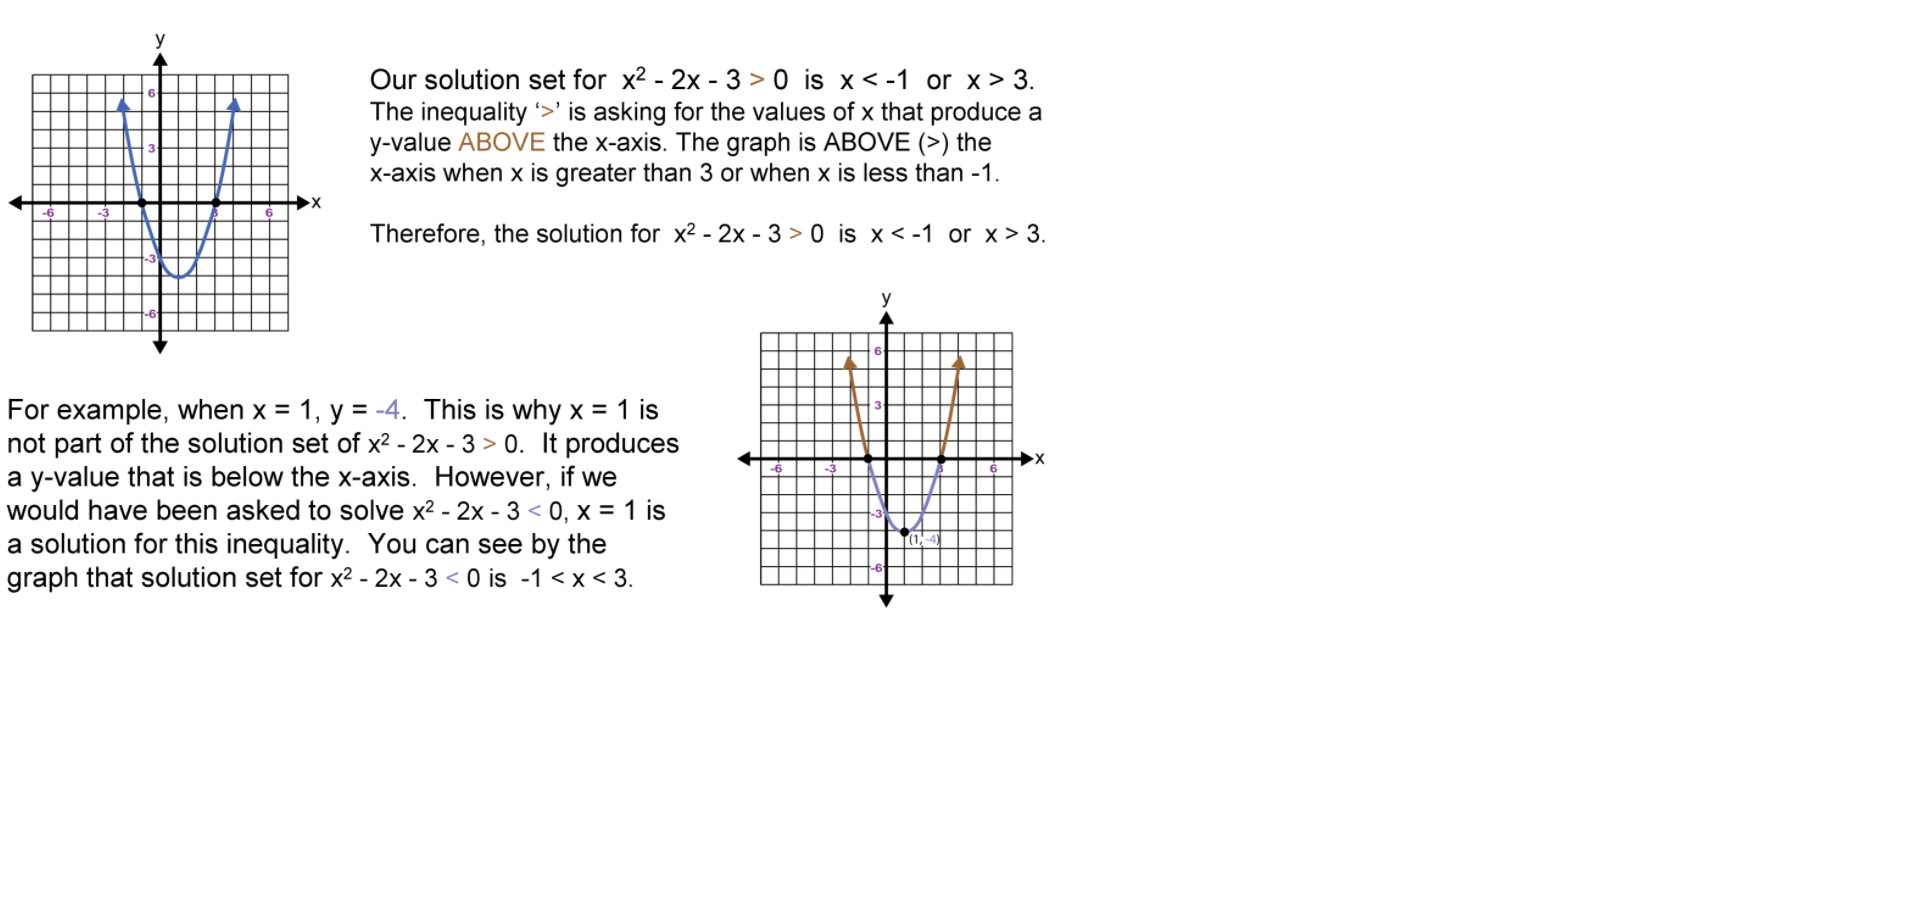 y
6
3
-6
-3
3
6
x
-3
-6
Our solution set for x² - 2x - 3 > 0 is x < -1 or x > 3.
The inequality ‘>’ is asking for the values of x that produce a
y-value ABOVE the x-axis. The graph is ABOVE (>) the
x-axis when x is greater than 3 or when x is less than -1.
Therefore, the solution for x² - 2x - 3 > 0 is x < -1 or x > 3.
For example, when x = 1, y = -4. This is why x = 1 is
not part of the solution set of x² - 2x - 3 > 0. It produces
a y-value that is below the x-axis. However, if we
would have been asked to solve x² - 2x - 3 < 0, x = 1 is
a solution for this inequality. You can see by the
graph that solution set for x² - 2x - 3 < 0 is -1 < x < 3.
y
6
3
-6
-3
3
6
x
-3
(1, -4)
-6